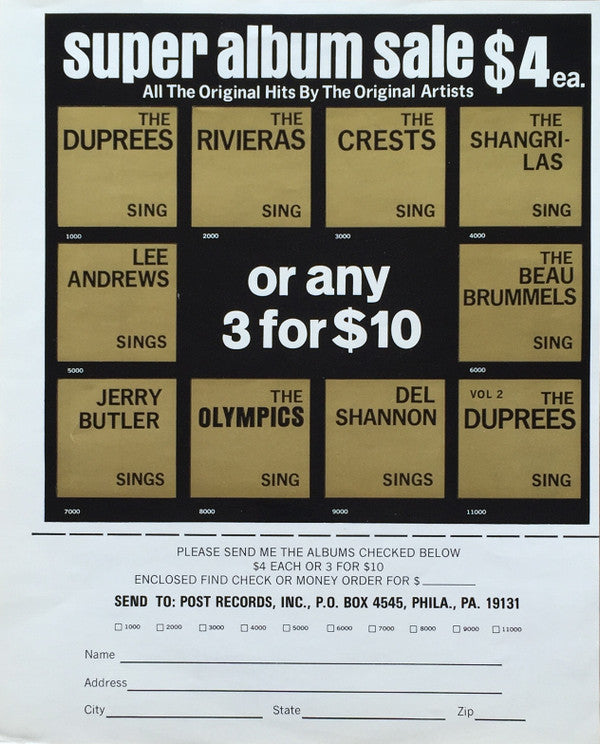 super album sale $4 ea.
All The Original Hits By The Original Artists
THE
DUPREES
SING
1000
THE
RIVIERAS
SING
2000
THE
CRESTS
SING
3000
THE
SHANGRI-
LAS
SING
4000
LEE
ANDREWS
SINGS
5000
or any
3 for $10
THE
BEAU
BRUMMELS
SING
6000
JERRY
BUTLER
SINGS
7000
THE
OLYMPICS
SING
8000
DEL
SHANNON
SINGS
9000
VOL 2 THE
DUPREES
SING
11000
PLEASE SEND ME THE ALBUMS CHECKED BELOW
$4 EACH OR 3 FOR $10
ENCLOSED FIND CHECK OR MONEY ORDER FOR $
SEND TO: POST RECORDS, INC., P.O. BOX 4545, PHILA., PA. 19131
1000 2000 3000 4000 5000 6000 7000 8000 9000 11000
Name
Address
City State Zip